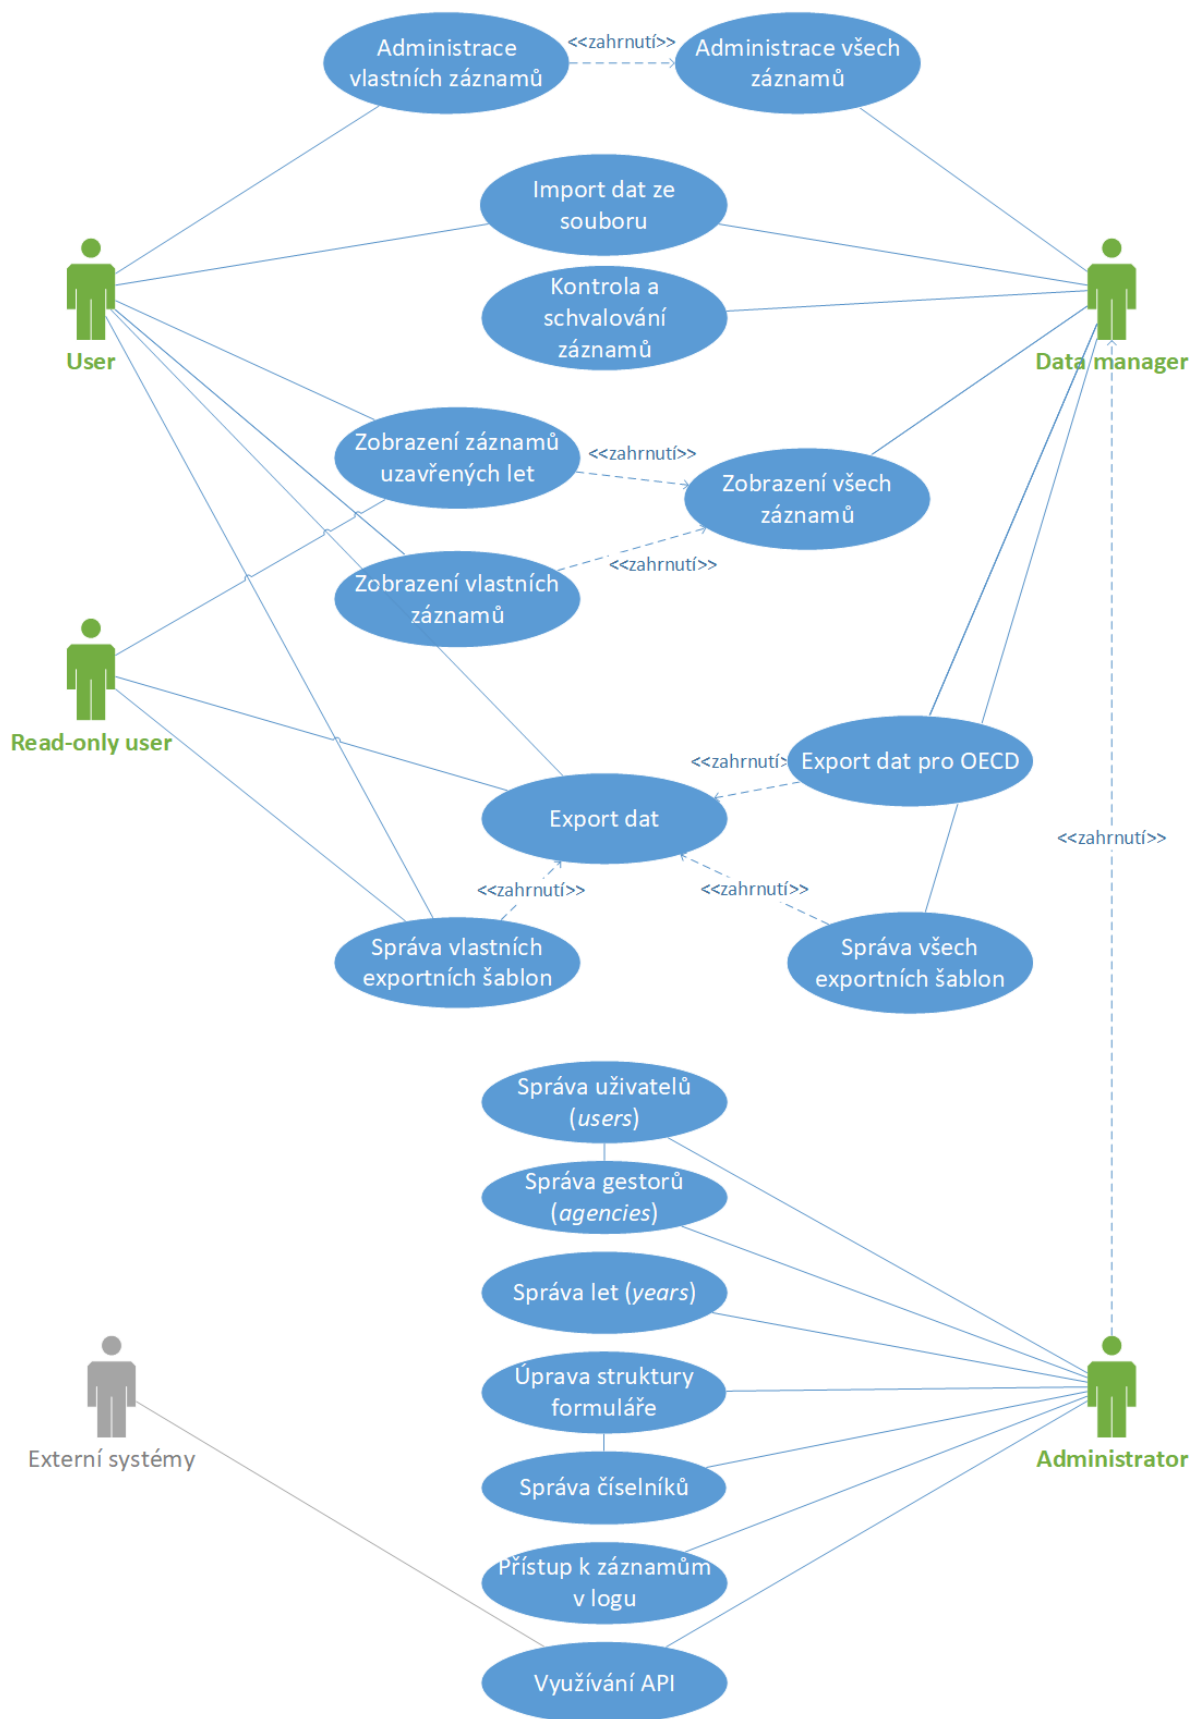 Administrace
vlastních záznamů
<<zahrnutí>>
Administrace všech
záznamů
Import dat ze
souboru
User
Kontrola a
schvalování
záznamů
Data manager
Zobrazení záznamů
uzavřených let
<<zahrnutí>>
Zobrazení všech
záznamů
Zobrazení vlastních
záznamů
<<zahrnutí>>
Read-only user
<<zahrnutí>
Export dat pro OECD
Export dat
<<zahrnutí>>
<<zahrnutí>>
<<zahrnutí>>
Správa vlastních
exportních šablon
Správa všech
exportních šablon
Správa uživatelů
(users)
Správa gestorů
(agencies)
Správa let (years)
Úprava struktury
formuláře
Externí systémy
Administrator
Správa číselníků
Přístup k záznamům
v logu
Využívání API